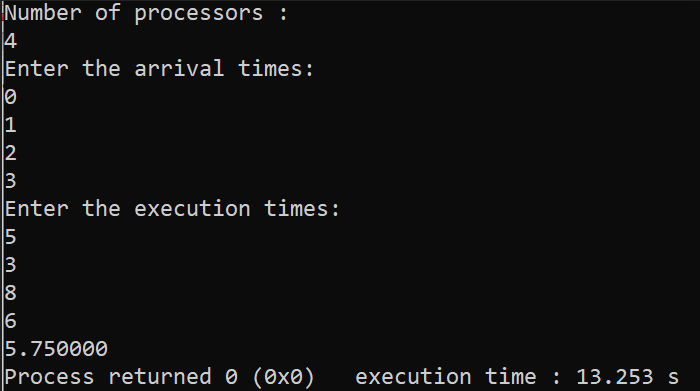 Number of processors :
4
Enter the arrival times:
0
1
2
3
Enter the execution times:
5
3
8
6
5.750000
Process returned 0 (0x0)   execution time : 13.253 s